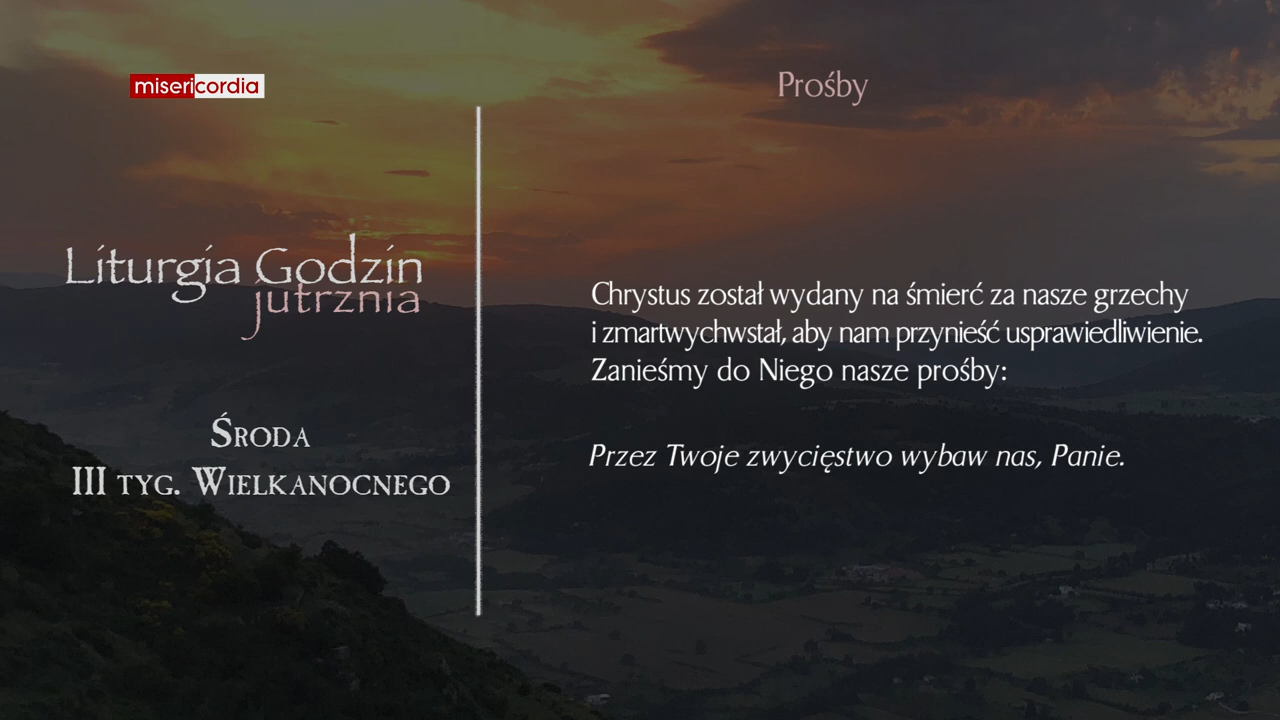 misericordia
Liturgia Godzin
jutrznia
Środa
III tyg. Wielkanocnego
Prośby
Chrystus został wydany na śmierć za nasze grzechy
i zmartwychwstał, aby nam przynieść usprawiedliwienie.
Zanieśmy do Niego nasze prośby:
Przez Twoje zwycięstwo wybaw nas, Panie.